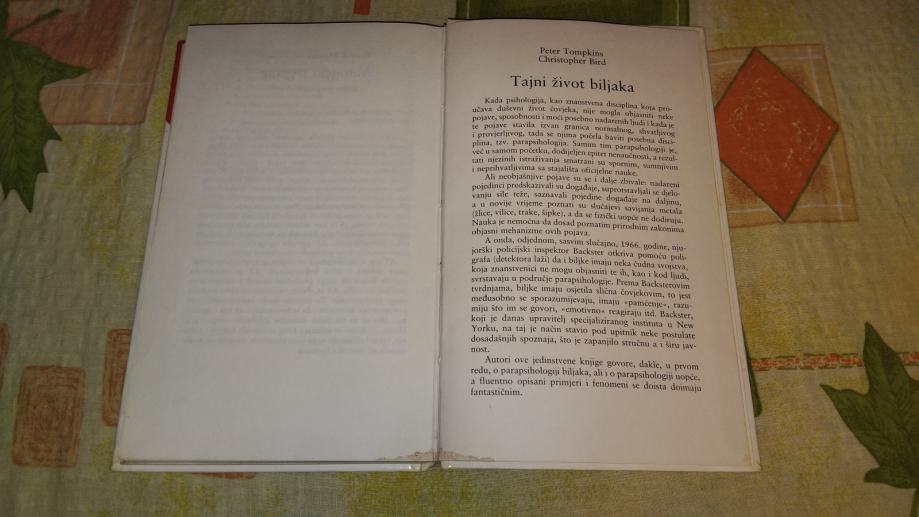 Peter Tompkins
Christopher Bird
Tajni život biljaka
Kada psihologija, kao znanstvena disciplina koja pro-
učava duševni život čovjeka, nije mogla objasniti neke
pojave, sposobnosti i moći posebno nadarenih ljudi i kada je
te pojave stavila izvan granica normalnog, shvatljivog
i provjerljivog, tada se njima počela baviti posebna disci-
plina, tzv. parapsihologija. Samim tim parapsihologiji je,
već u samom početku, dodijeljen epitet nenaučnosti, a rezul-
tati njezinih istraživanja smatrani su spornim, sumnjivim
i neprihvatljivima sa stajališta oficijelne nauke.
Ali neobjašnjive pojave su se i dalje zbivale: nadareni
pojedinci predskazivali su događaje, suprotstavljali se djelo-
vanju sile teže, saznavali pojedine događaje na daljinu,
a u novije vrijeme poznati su slučajevi savijanja metala
(žlice, vilice, trake, šipke), a da se fizički uopće ne dodiruju.
Nauka je nemoćna da dosad poznatim prirodnim zakonima
objasni mehanizme ovih pojava.
A onda, odjednom, sasvim slučajno, 1966. godine, nju-
jorški policijski inspektor Backster otkriva pomoću poli-
grafa (detektora laži) da i biljke imaju neka čudna svojstva,
koja znanstvenici ne mogu objasniti te ih, kao i kod ljudi,
svrstavaju u područje parapsihologije. Prema Backsterovim
tvrdnjama, biljke imaju osjetila slična čovjekovim, to jest
međusobno se sporazumijevaju, imaju »pamćenje«, razu-
miju što im se govori, »emotivno« reagiraju itd. Backster,
koji je danas upravitelj specijaliziranog instituta u New
Yorku, na taj je način stavio pod upitnik neke postulate
dosadašnjih spoznaja, što je zapanjilo stručnu a i širu jav-
nost.
Autori ove jedinstvene knjige govore, dakle, u prvom
redu, o parapsihologiji biljaka, ali i o parapsihologiji uopće,
a fluentno opisani primjeri i fenomeni se doista doimaju
fantastičnim.